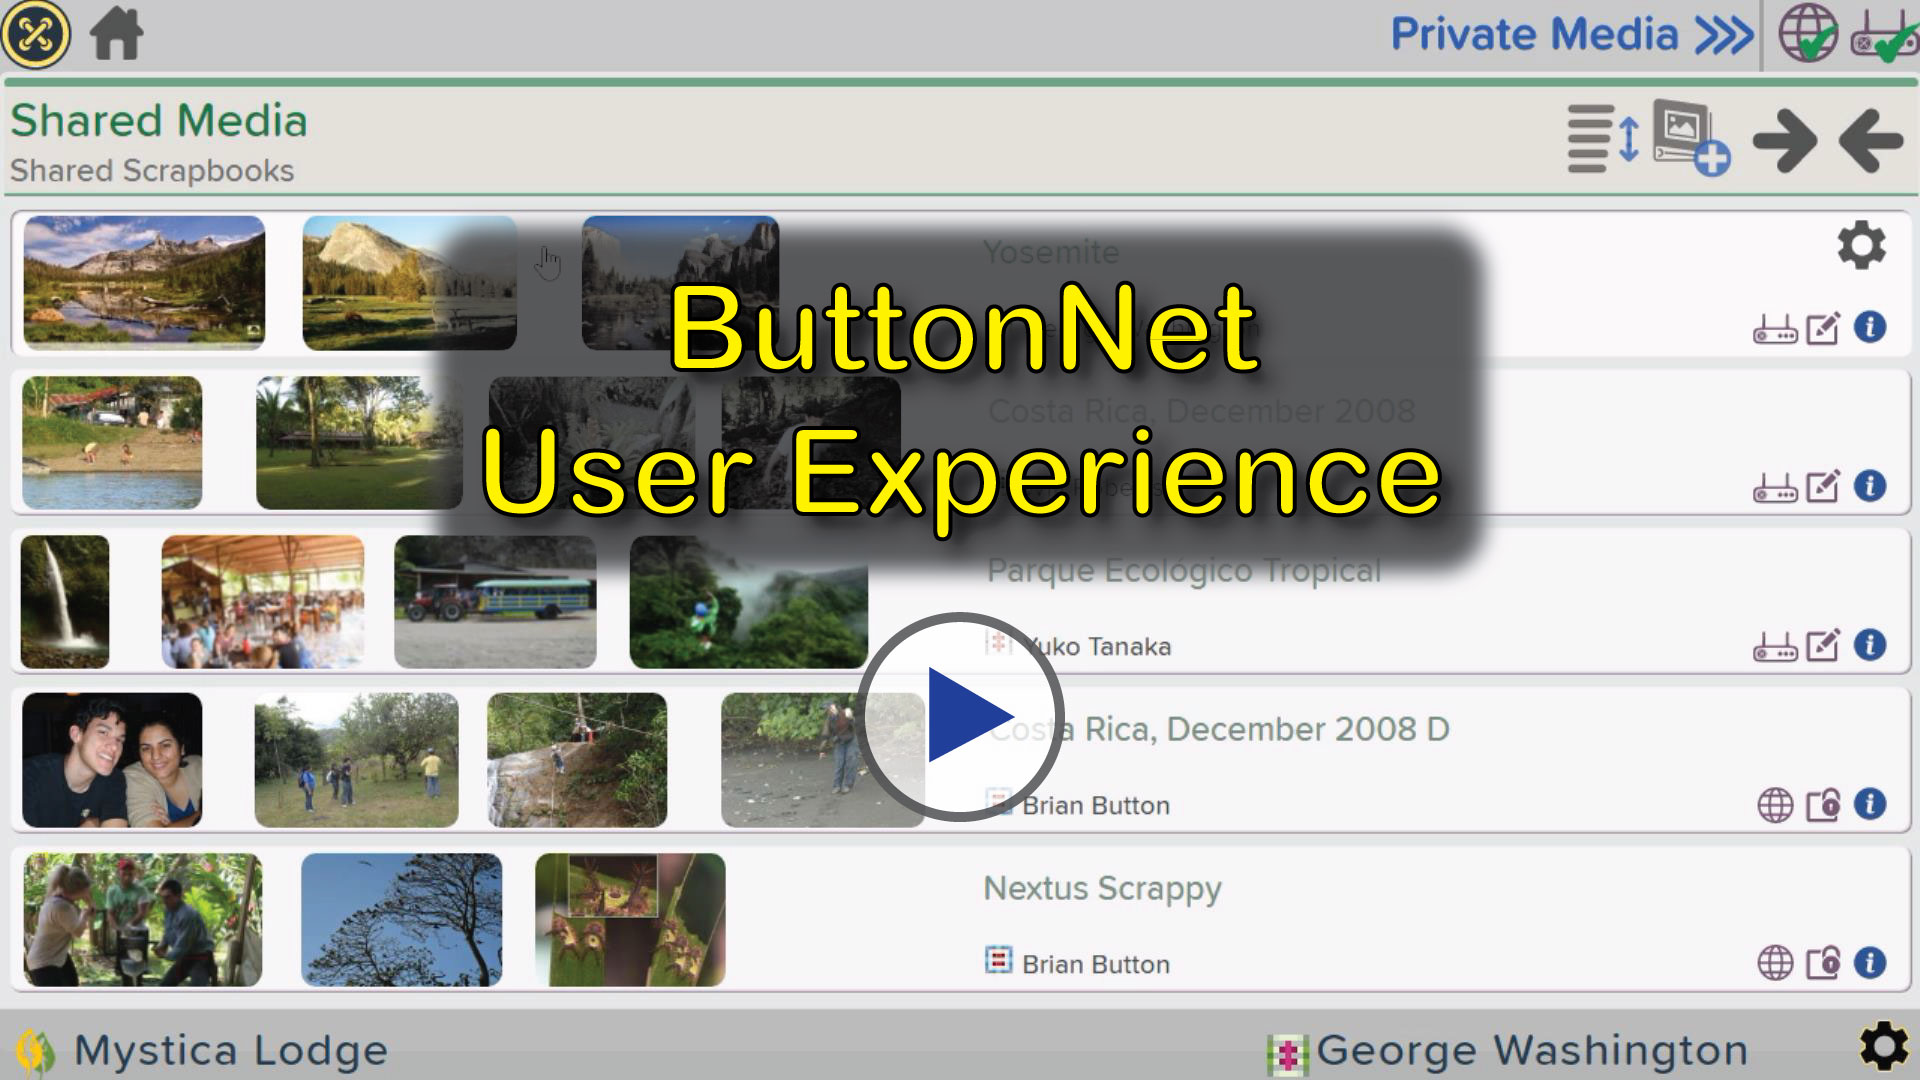 Private Media
Shared Media
Shared Scrapbooks
Yosemite
ButtonNet
Costa Rica, December 2008
User Experience
Parque Ecológico Tropical
Yuko Tanaka
Costa Rica, December 2008 D
Brian Button
Nextus Scrappy
Brian Button
Mystica Lodge
George Washington